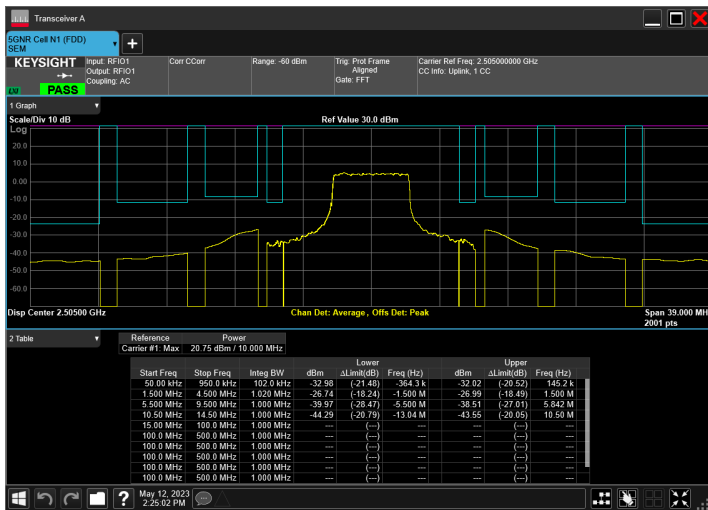 Transceiver A
5GNR Cell N1 (FDD)
SEM
KEYSIGHT
Input: RFIO1
Output: RFIO1
Coupling: AC
Corr CCorr
Range: -60 dBm
Trig: Prot Frame
Aligned
Gate: FFT
Carrier Ref Freq: 2.505000000 GHz
CC Info: Uplink, 1 CC
PASS
1 Graph
Scale/Div 10 dB
Ref Value 30.0 dBm
Log
20.0
10.0
0.00
-10.0
-20.0
-30.0
-40.0
-50.0
-60.0
Disp Center 2.50500 GHz
Chan Det: Average, Offs Det: Peak
Span 39.000 MH
2001 pts
2 Table
Reference Power
Carrier #1: Max 20.75 dBm / 10.000 MHz
Lower Upper
Start Freq Stop Freq Integ BW dBm ΔLimit(dB) Freq (Hz) dBm ΔLimit(dB) Freq (Hz)
50.00 kHz 950.0 kHz 102.0 kHz -32.98 (-21.48) -364.3 k -32.02 (-20.52) 145.2 k
1.500 MHz 4.500 MHz 1.020 MHz -26.74 (-18.24) -1.500 M -26.99 (-18.49) 1.500 M
5.500 MHz 9.500 MHz 1.000 MHz -39.97 (-28.47) -5.500 M -38.51 (-27.01) 5.842 M
10.50 MHz 14.50 MHz 1.000 MHz -44.29 (-20.79) -13.04 M -43.55 (-20.05) 10.50 M
15.00 MHz 100.0 MHz 1.000 MHz --- (---) --- --- (---) ---
100.0 MHz 500.0 MHz 1.000 MHz --- (---) --- --- (---) ---
100.0 MHz 500.0 MHz 1.000 MHz --- (---) --- --- (---) ---
100.0 MHz 500.0 MHz 1.000 MHz --- (---) --- --- (---) ---
100.0 MHz 500.0 MHz 1.000 MHz --- (---) --- --- (---) ---
100.0 MHz 500.0 MHz 1.000 MHz --- (---) --- --- (---) ---
May 12, 2023
2:25:02 PM